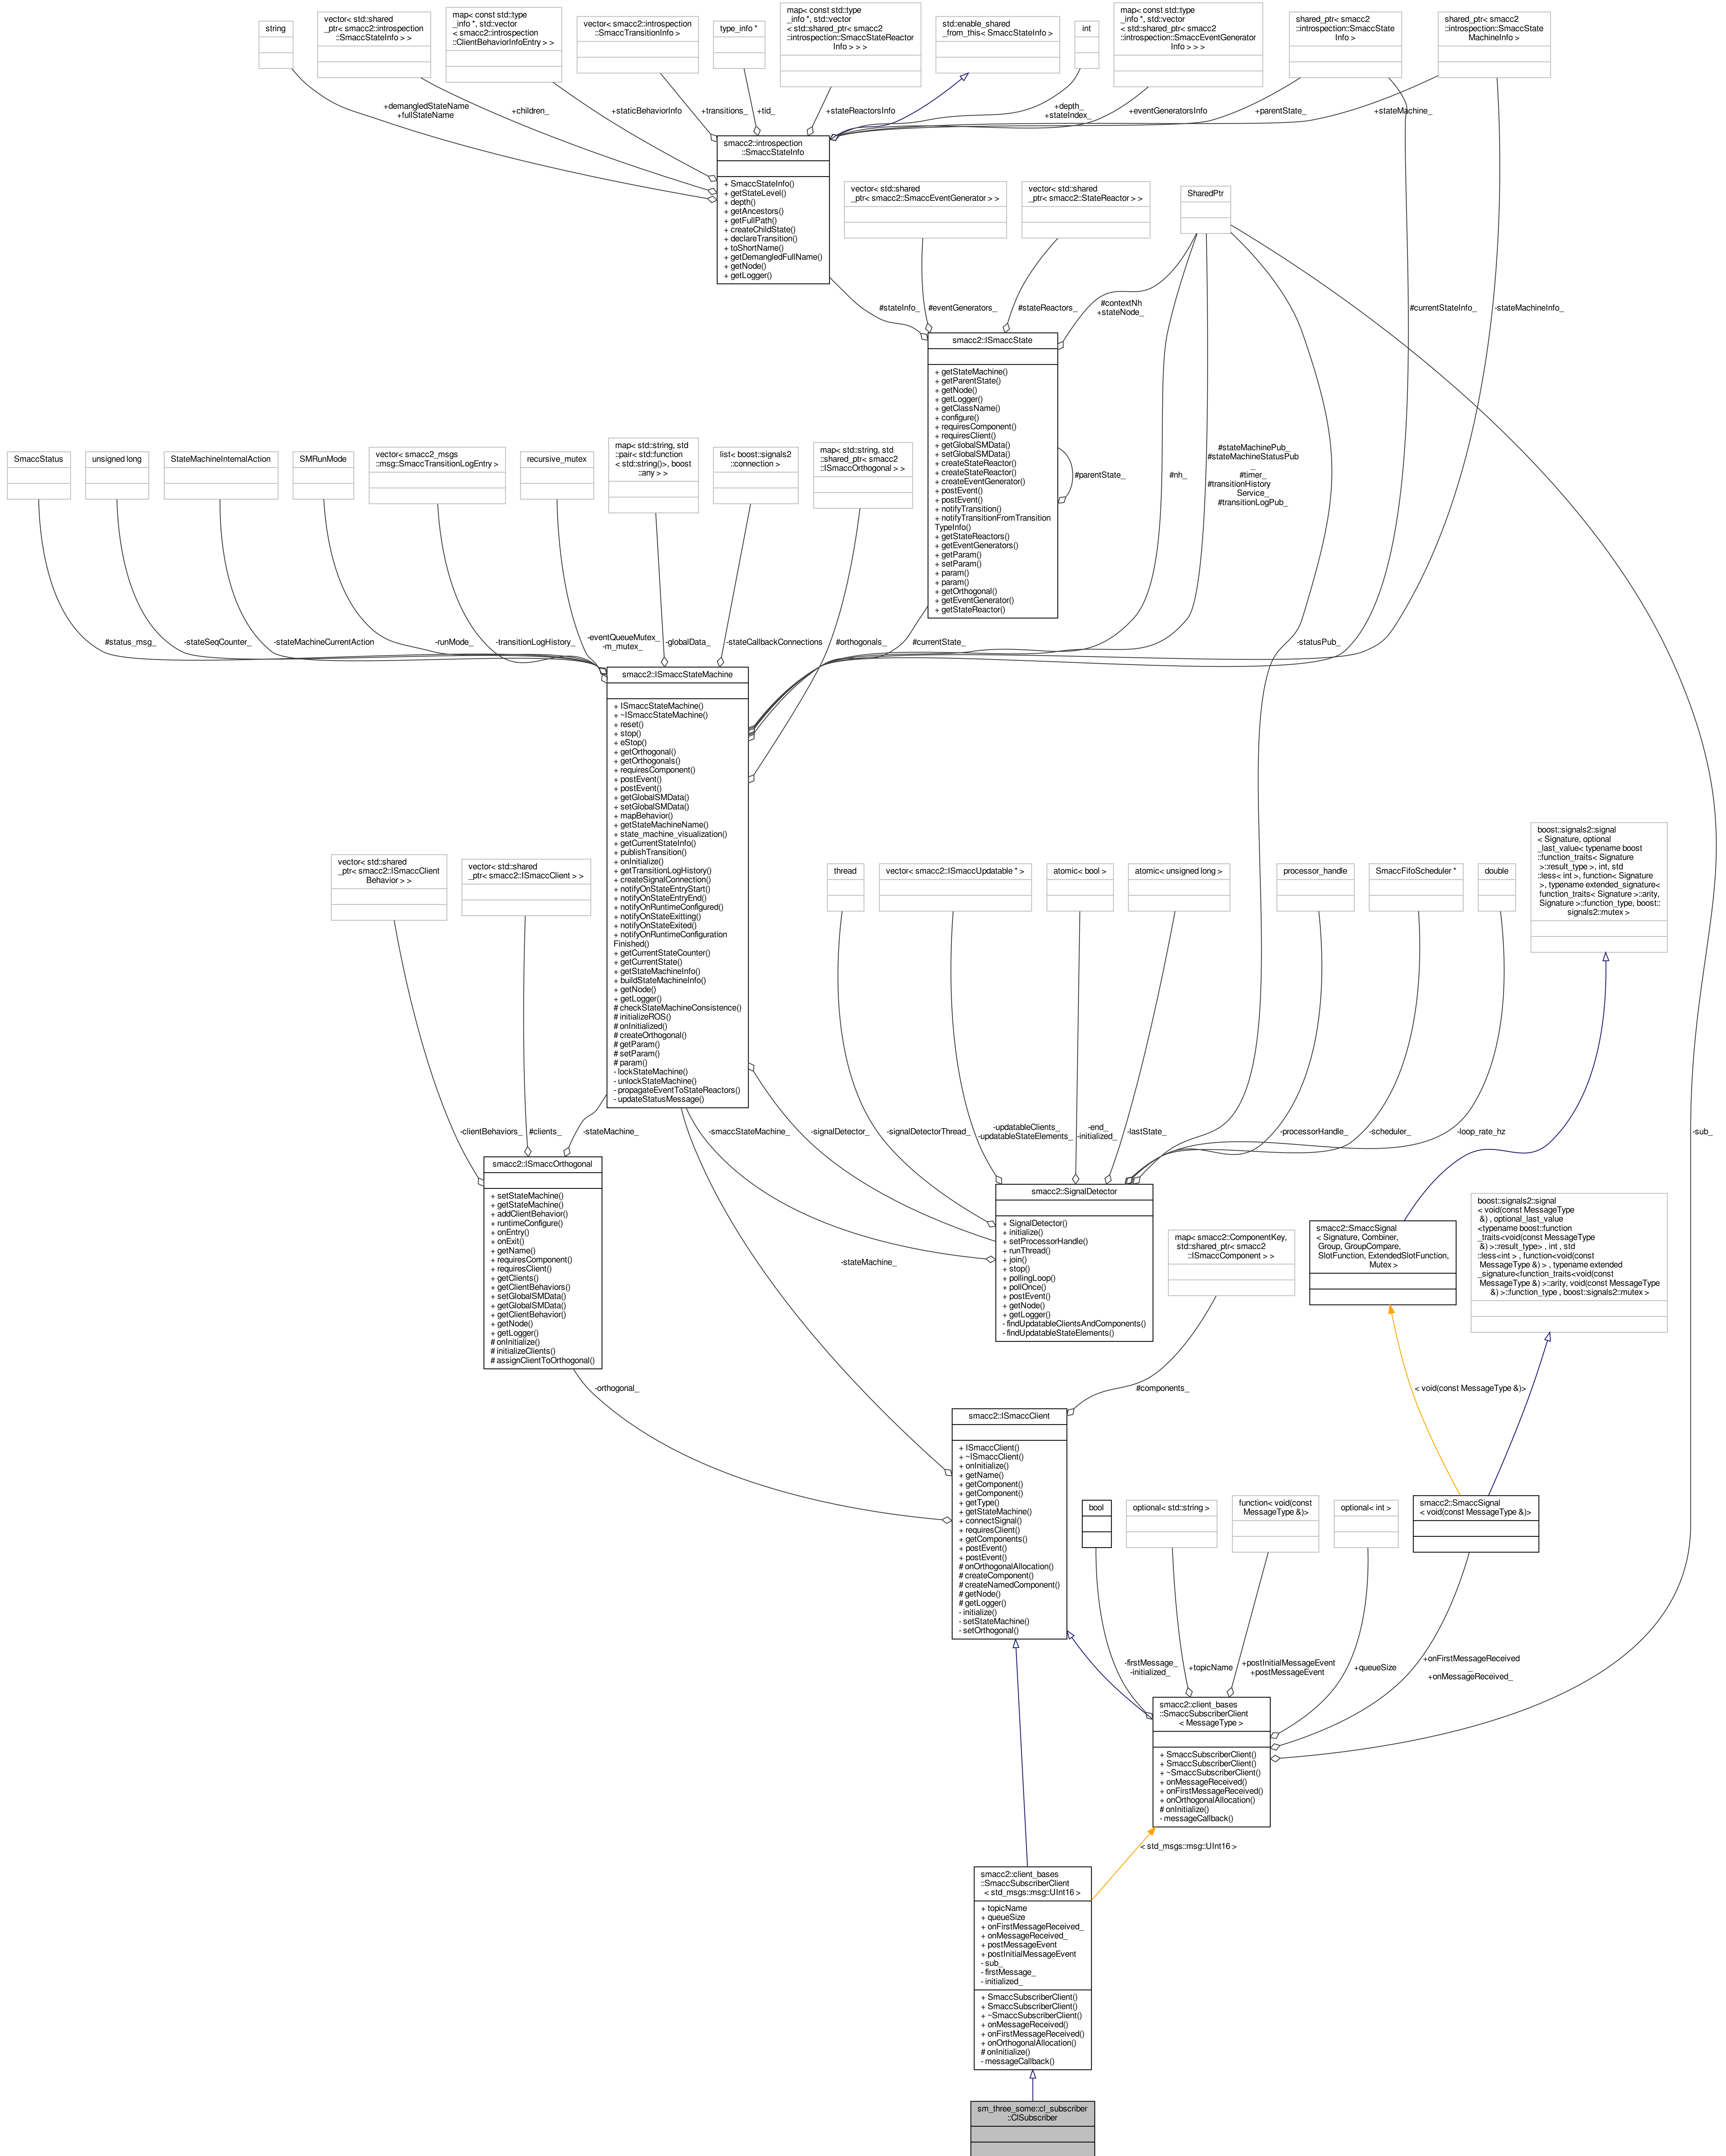 string
vector< std::shared
_ptr< smacc2::introspection
::SmaccStateInfo > >
map< const std::type
_info *, std::vector
< smacc2::introspection
::ClientBehaviorInfoEntry > >
vector< smacc2::introspection
::SmaccTransitionInfo >
type_info *
map< const std::type
_info *, std::vector
< std::shared_ptr< smacc2
::introspection::SmaccStateReactor
Info > > >
std::enable_shared
_from_this< SmaccStateInfo >
int
map< const std::type
_info *, std::vector
< std::shared_ptr< smacc2
::introspection::SmaccEventGenerator
Info > > >
shared_ptr< smacc2
::introspection::SmaccState
Info >
shared_ptr< smacc2
::introspection::SmaccState
MachineInfo >
+demangledStateName
+fullStateName
+children_
+staticBehaviorInfo
+transitions_
+tid_
+stateReactorsInfo
+depth_
+stateIndex_
+eventGeneratorsInfo
+parentState_
+stateMachine_
smacc2::introspection
::SmaccStateInfo
+ SmaccStateInfo()
+ getStateLevel()
+ depth()
+ getAncestors()
+ getFullPath()
+ createChildState()
+ declareTransition()
+ toShortName()
+ getDemangledFullName()
+ getNode()
+ getLogger()
vector< std::shared
_ptr< smacc2::SmaccEventGenerator > >
vector< std::shared
_ptr< smacc2::StateReactor > >
SharedPtr
#stateInfo_
#eventGenerators_
#stateReactors_
#contextNh
+stateNode_
#currentStateInfo_
-stateMachineInfo_
smacc2::ISmaccState
+ getStateMachine()
+ getParentState()
+ getNode()
+ getLogger()
+ getClassName()
+ configure()
+ requiresComponent()
+ requiresClient()
+ getGlobalSMData()
+ setGlobalSMData()
+ createStateReactor()
+ createStateReactor()
+ createEventGenerator()
+ postEvent()
+ postEvent()
+ notifyTransition()
+ notifyTransitionFromTransition
TypeInfo()
+ getStateReactors()
+ getEventGenerators()
+ getParam()
+ setParam()
+ param()
+ param()
+ getOrthogonal()
+ getEventGenerator()
+ getStateReactor()
#parentState_
#nh_
#stateMachinePub_
#stateMachineStatusPub
_
#timer_
#transitionHistory
Service_
#transitionLogPub_
SmaccStatus
unsigned long
StateMachineInternalAction
SMRunMode
vector< smacc2_msgs
::msg::SmaccTransitionLogEntry >
recursive_mutex
map< std::string, std
::pair< std::function
< std::string()>, boost
::any > >
list< boost::signals2
::connection >
map< std::string, std
::shared_ptr< smacc2
::ISmaccOrthogonal > >
#status_msg_
-stateSeqCounter_
-stateMachineCurrentAction
-runMode_
-transitionLogHistory_
-eventQueueMutex_
-m_mutex_
-globalData_
-stateCallbackConnections
#orthogonals_
#currentState_
-statusPub_
smacc2::ISmaccStateMachine
+ ISmaccStateMachine()
+ ~ISmaccStateMachine()
+ reset()
+ stop()
+ eStop()
+ getOrthogonal()
+ getOrthogonals()
+ requiresComponent()
+ postEvent()
+ postEvent()
+ getGlobalSMData()
+ setGlobalSMData()
+ mapBehavior()
+ getStateMachineName()
+ state_machine_visualization()
+ getCurrentStateInfo()
+ publishTransition()
+ onInitialize()
+ getTransitionLogHistory()
+ createSignalConnection()
+ notifyOnStateEntryStart()
+ notifyOnStateEntryEnd()
+ notifyOnRuntimeConfigured()
+ notifyOnStateExitting()
+ notifyOnStateExited()
+ notifyOnRuntimeConfiguration
Finished()
+ getCurrentStateCounter()
+ getCurrentState()
+ getStateMachineInfo()
+ buildStateMachineInfo()
+ getNode()
+ getLogger()
# checkStateMachineConsistence()
# initializeROS()
# onInitialized()
# createOrthogonal()
# getParam()
# setParam()
# param()
- lockStateMachine()
- unlockStateMachine()
- propagateEventToStateReactors()
- updateStatusMessage()
vector< std::shared
_ptr< smacc2::ISmaccClient
Behavior > >
vector< std::shared
_ptr< smacc2::ISmaccClient > >
thread
vector< smacc2::ISmaccUpdatable * >
atomic< bool >
atomic< unsigned long >
processor_handle
SmaccFifoScheduler *
double
boost::signals2::signal
< Signature, optional
_last_value< typename boost
::function_traits< Signature
>::result_type >, int, std
::less< int >, function< Signature
>, typename extended_signature<
function_traits< Signature >::arity,
Signature >::function_type, boost::
signals2::mutex >
-clientBehaviors_
#clients_
-stateMachine_
-smaccStateMachine_
-signalDetector_
-signalDetectorThread_
-updatableClients_
-updatableStateElements_
-end_
-initialized_
-lastState_
-processorHandle_
-scheduler_
-loop_rate_hz
-sub_
smacc2::ISmaccOrthogonal
+ setStateMachine()
+ getStateMachine()
+ addClientBehavior()
+ runtimeConfigure()
+ onEntry()
+ onExit()
+ getName()
+ requiresComponent()
+ requiresClient()
+ getClients()
+ getClientBehaviors()
+ setGlobalSMData()
+ getGlobalSMData()
+ getClientBehavior()
+ getNode()
+ getLogger()
# onInitialize()
# initializeClients()
# assignClientToOrthogonal()
smacc2::SignalDetector
+ SignalDetector()
+ initialize()
+ setProcessorHandle()
+ runThread()
+ join()
+ stop()
+ pollingLoop()
+ pollOnce()
+ postEvent()
+ getNode()
+ getLogger()
- findUpdatableClientsAndComponents()
- findUpdatableStateElements()
map< smacc2::ComponentKey,
std::shared_ptr< smacc2
::ISmaccComponent > >
smacc2::SmaccSignal
< Signature, Combiner,
Group, GroupCompare,
SlotFunction, ExtendedSlotFunction,
Mutex >
boost::signals2::signal
< void(const MessageType
&) , optional_last_value
<typename boost::function
_traits<void(const MessageType
&) >::result_type> , int , std
::less<int > , function<void(const
MessageType &) > , typename extended
_signature<function_traits<void(const
MessageType &) >::arity, void(const MessageType
&) >::function_type , boost::signals2::mutex >
-stateMachine_
-orthogonal_
#components_
< void(const MessageType &)>
smacc2::ISmaccClient
+ ISmaccClient()
+ ~ISmaccClient()
+ onInitialize()
+ getName()
+ getComponent()
+ getComponent()
+ getType()
+ getStateMachine()
+ connectSignal()
+ requiresClient()
+ getComponents()
+ postEvent()
+ postEvent()
# onOrthogonalAllocation()
# createComponent()
# createNamedComponent()
# getNode()
# getLogger()
- initialize()
- setStateMachine()
- setOrthogonal()
bool
optional< std::string >
function< void(const
MessageType &)>
optional< int >
smacc2::SmaccSignal
< void(const MessageType &)>
-firstMessage_
-initialized_
+topicName
+postInitialMessageEvent
+postMessageEvent
+queueSize
+onFirstMessageReceived
_
+onMessageReceived_
smacc2::client_bases
::SmaccSubscriberClient
< MessageType >
+ SmaccSubscriberClient()
+ SmaccSubscriberClient()
+ ~SmaccSubscriberClient()
+ onMessageReceived()
+ onFirstMessageReceived()
+ onOrthogonalAllocation()
# onInitialize()
- messageCallback()
< std_msgs::msg::UInt16 >
smacc2::client_bases
::SmaccSubscriberClient
< std_msgs::msg::UInt16 >
+ topicName
+ queueSize
+ onFirstMessageReceived_
+ onMessageReceived_
+ postMessageEvent
+ postInitialMessageEvent
- sub_
- firstMessage_
- initialized_
+ SmaccSubscriberClient()
+ SmaccSubscriberClient()
+ ~SmaccSubscriberClient()
+ onMessageReceived()
+ onFirstMessageReceived()
+ onOrthogonalAllocation()
# onInitialize()
- messageCallback()
sm_three_some::cl_subscriber
::ClSubscriber